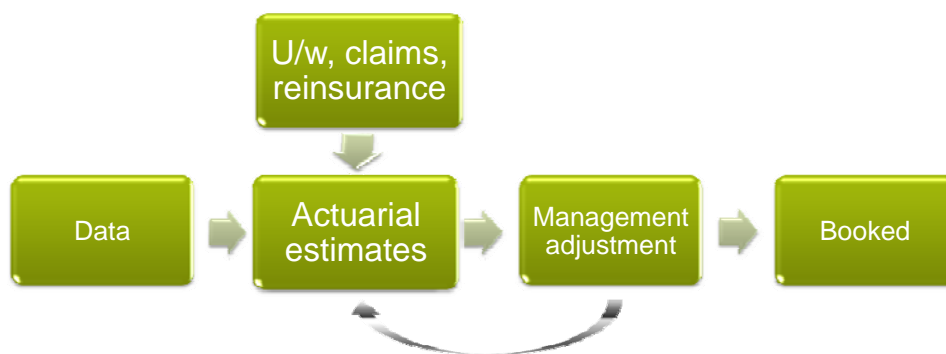 U/w, claims,
reinsurance
Data
Actuarial
estimates
Management
adjustment
Booked